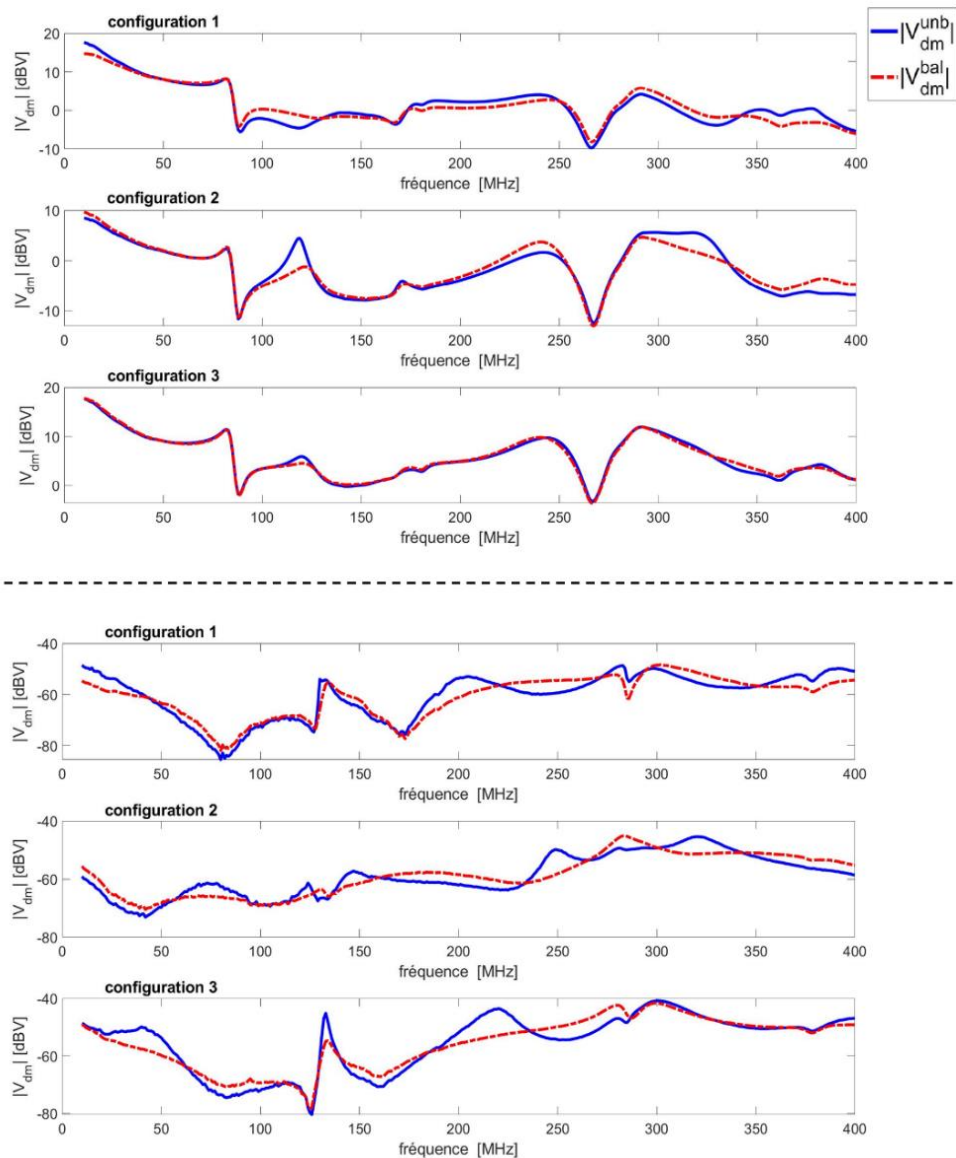 configuration 1
|V_dm^unb|
|V_dm^bal|
|V_dm| [dBV]
20
10
0
-10
0 50 100 150 200 250 300 350 400
fréquence [MHz]
configuration 2
|V_dm| [dBV]
10
0
-10
0 50 100 150 200 250 300 350 400
fréquence [MHz]
configuration 3
|V_dm| [dBV]
20
10
0
0 50 100 150 200 250 300 350 400
fréquence [MHz]
configuration 1
|V_dm| [dBV]
-40
-60
-80
0 50 100 150 200 250 300 350 400
fréquence [MHz]
configuration 2
|V_dm| [dBV]
-40
-60
-80
0 50 100 150 200 250 300 350 400
fréquence [MHz]
configuration 3
|V_dm| [dBV]
-40
-60
-80
0 50 100 150 200 250 300 350 400
fréquence [MHz]